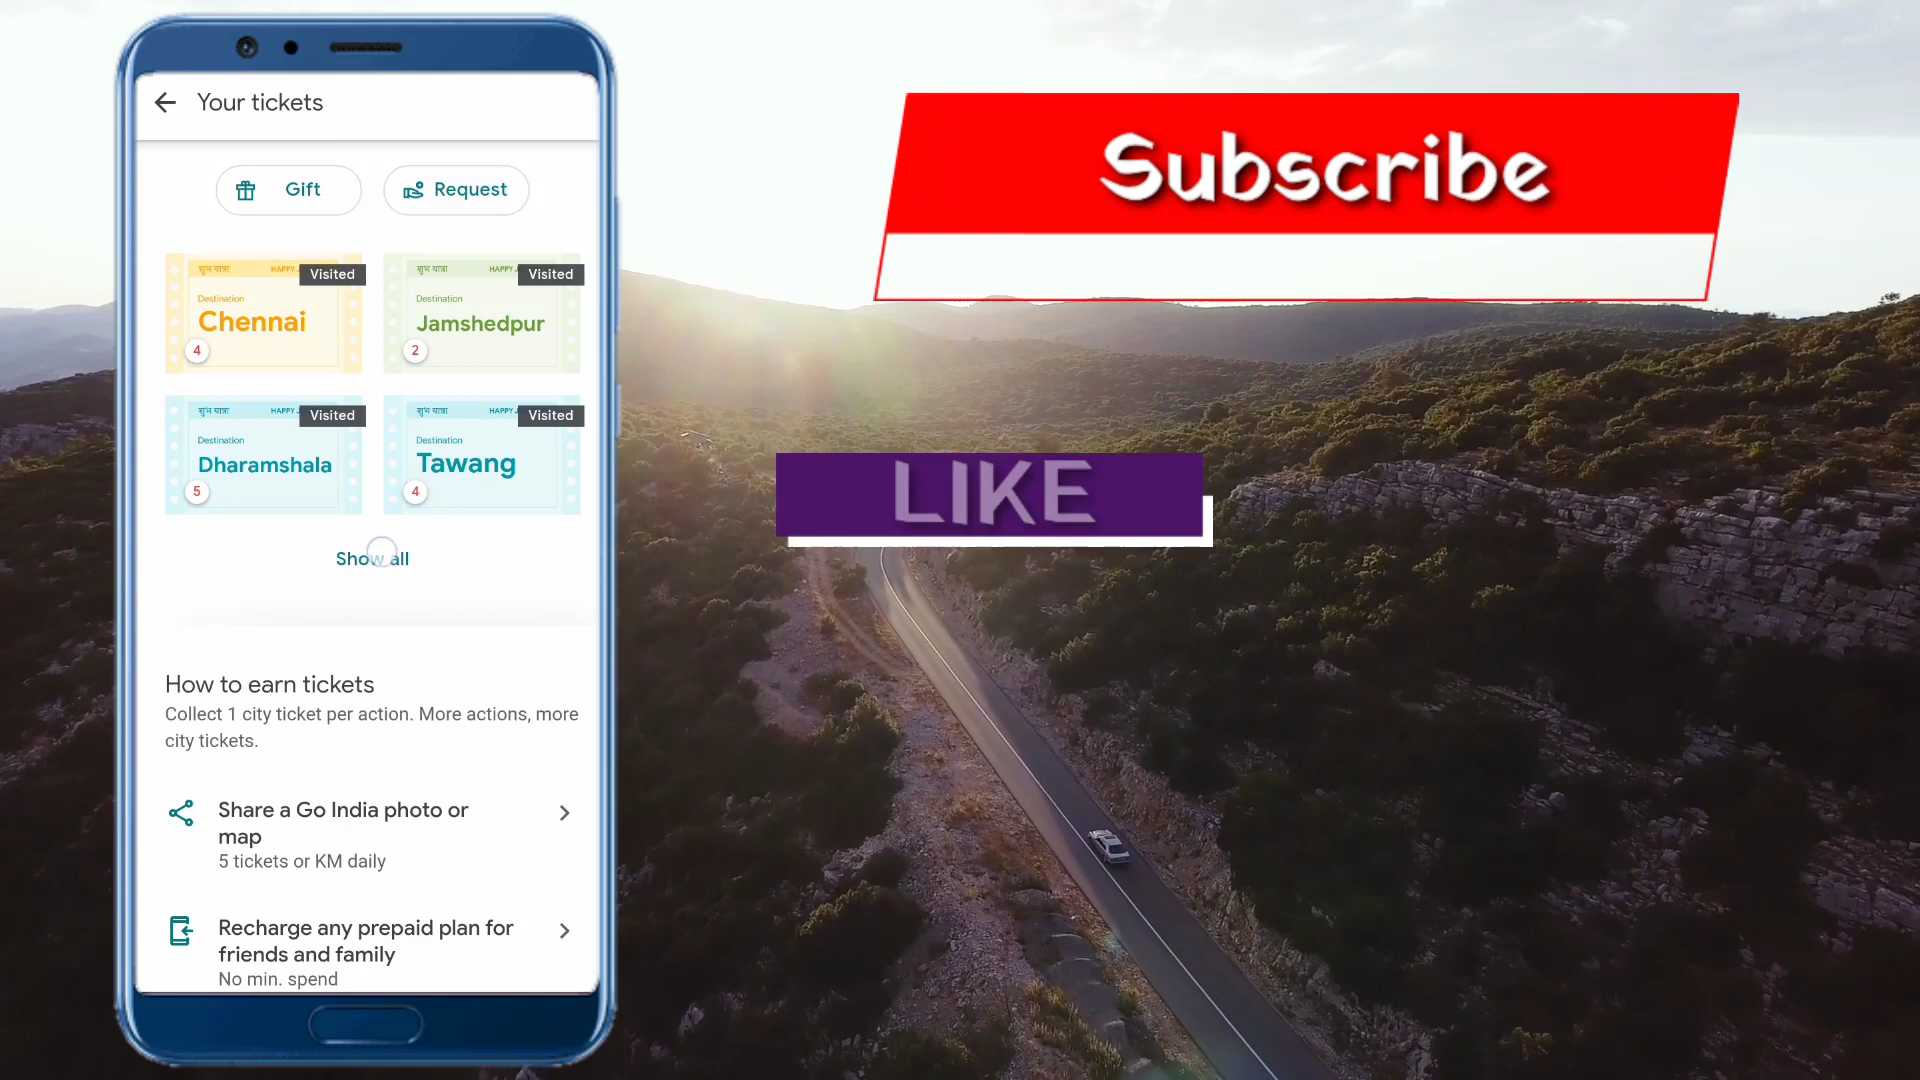 Your tickets
Gift
Request
शुभ यात्रा
HAPPY
Visited
Destination
Chennai
4
शुभ यात्रा
HAPPY
Visited
Destination
Jamshedpur
2
शुभ यात्रा
HAPPY
Visited
Destination
Dharamshala
5
शुभ यात्रा
HAPPY
Visited
Destination
Tawang
4
Show all
How to earn tickets
Collect 1 city ticket per action. More actions, more
city tickets.
Share a Go India photo or
map
5 tickets or KM daily
Recharge any prepaid plan for
friends and family
No min. spend
Subscribe
LIKE